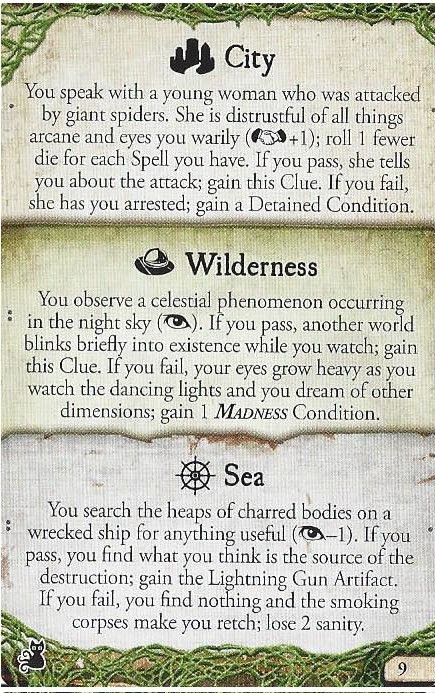 City
You speak with a young woman who was attacked
by giant spiders. She is distrustful of all things
arcane and eyes you warily (+1); roll 1 fewer
die for each Spell you have. If you pass, she tells
you about the attack; gain this Clue. If you fail,
she has you arrested; gain a Detained Condition.
Wilderness
You observe a celestial phenomenon occurring
in the night sky (). If you pass, another world
blinks briefly into existence while you watch; gain
this Clue. If you fail, your eyes grow heavy as you
watch the dancing lights and you dream of other
dimensions; gain 1 MADNESS Condition.
Sea
You search the heaps of charred bodies on a
wrecked ship for anything useful (–1). If you
pass, you find what you think is the source of the
destruction; gain the Lightning Gun Artifact.
If you fail, you find nothing and the smoking
corpses make you retch; lose 2 sanity.
9